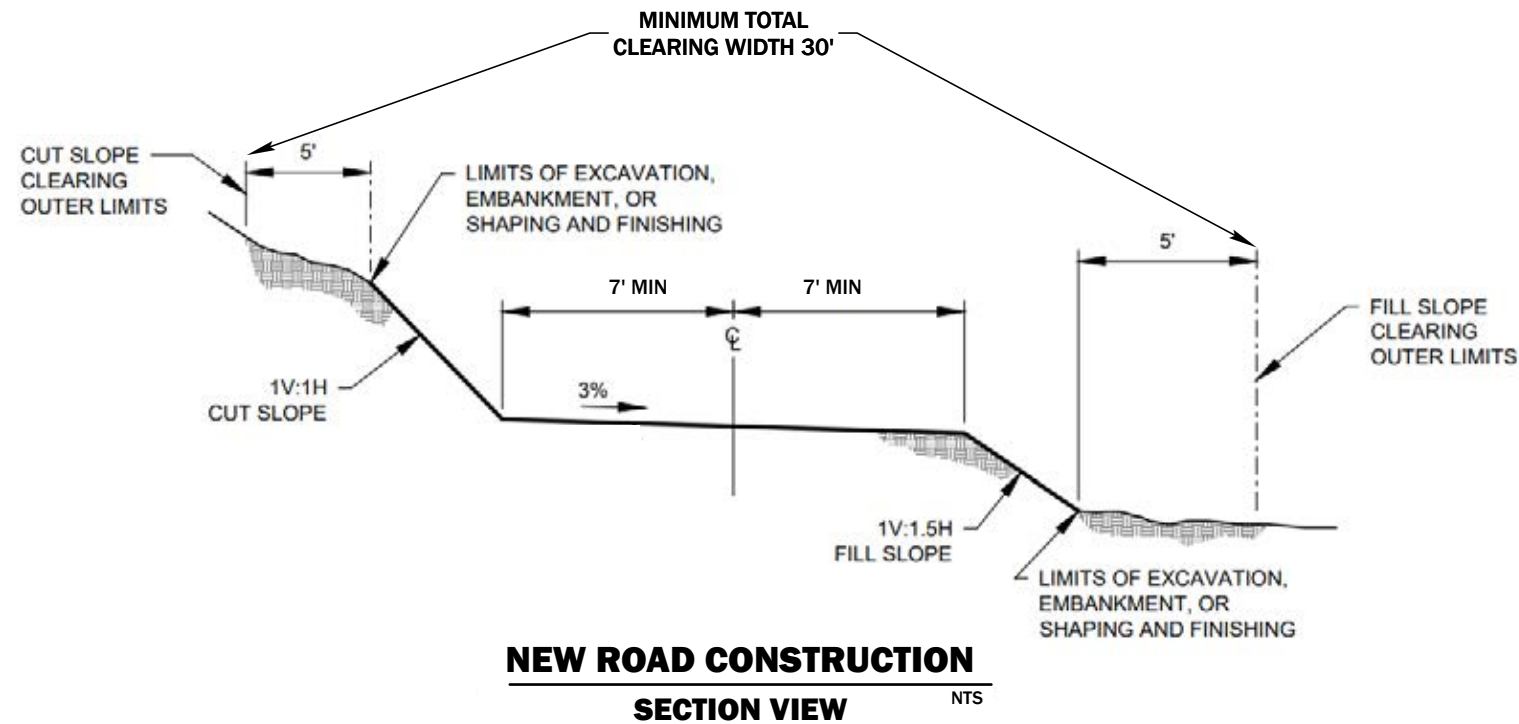 MINIMUM TOTAL
CLEARING WIDTH 30'
CUT SLOPE
CLEARING
OUTER LIMITS
5'
LIMITS OF EXCAVATION,
EMBANKMENT, OR
SHAPING AND FINISHING
5'
7' MIN
7' MIN
FILL SLOPE
CLEARING
OUTER LIMITS
℄
1V:1H
CUT SLOPE
3%
1V:1.5H
FILL SLOPE
LIMITS OF EXCAVATION,
EMBANKMENT, OR
SHAPING AND FINISHING
NEW ROAD CONSTRUCTION
SECTION VIEW
NTS